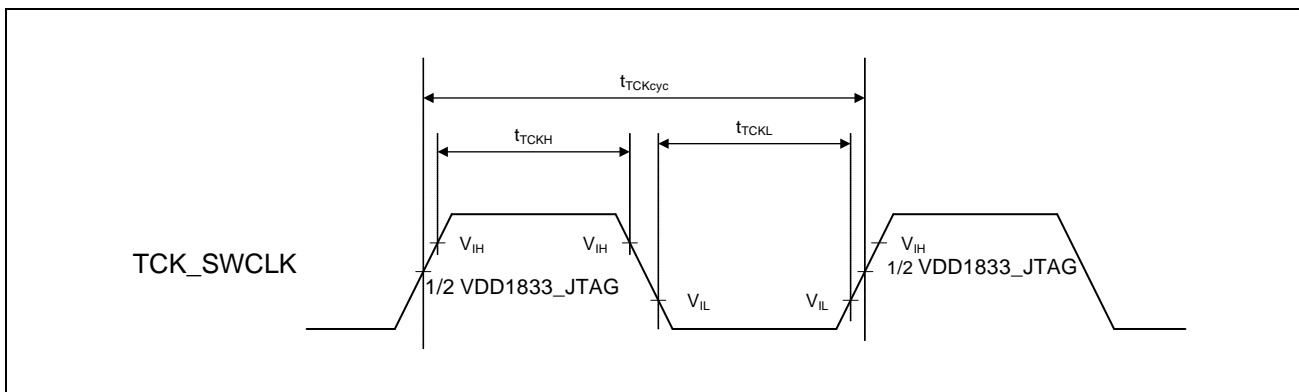 tTCKcyc
tTCKH
tTCKL
VIH
VIH
VIH
TCK_SWCLK
1/2 VDD1833_JTAG
1/2 VDD1833_JTAG
VIL
VIL